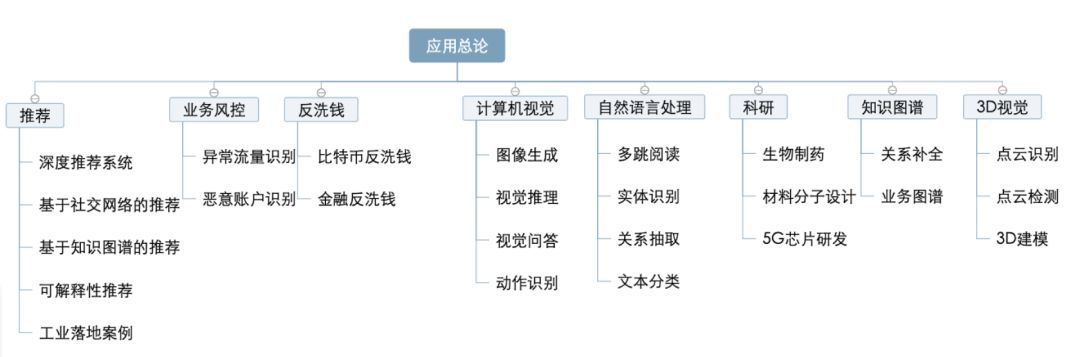 应用总论
推荐
深度推荐系统
基于社交网络的推荐
基于知识图谱的推荐
可解释性推荐
工业落地案例
业务风控
异常流量识别
恶意账户识别
反洗钱
比特币反洗钱
金融反洗钱
计算机视觉
图像生成
视觉推理
视觉问答
动作识别
自然语言处理
多跳阅读
实体识别
关系抽取
文本分类
科研
生物制药
材料分子设计
5G芯片研发
知识图谱
关系补全
业务图谱
3D视觉
点云识别
点云检测
3D建模